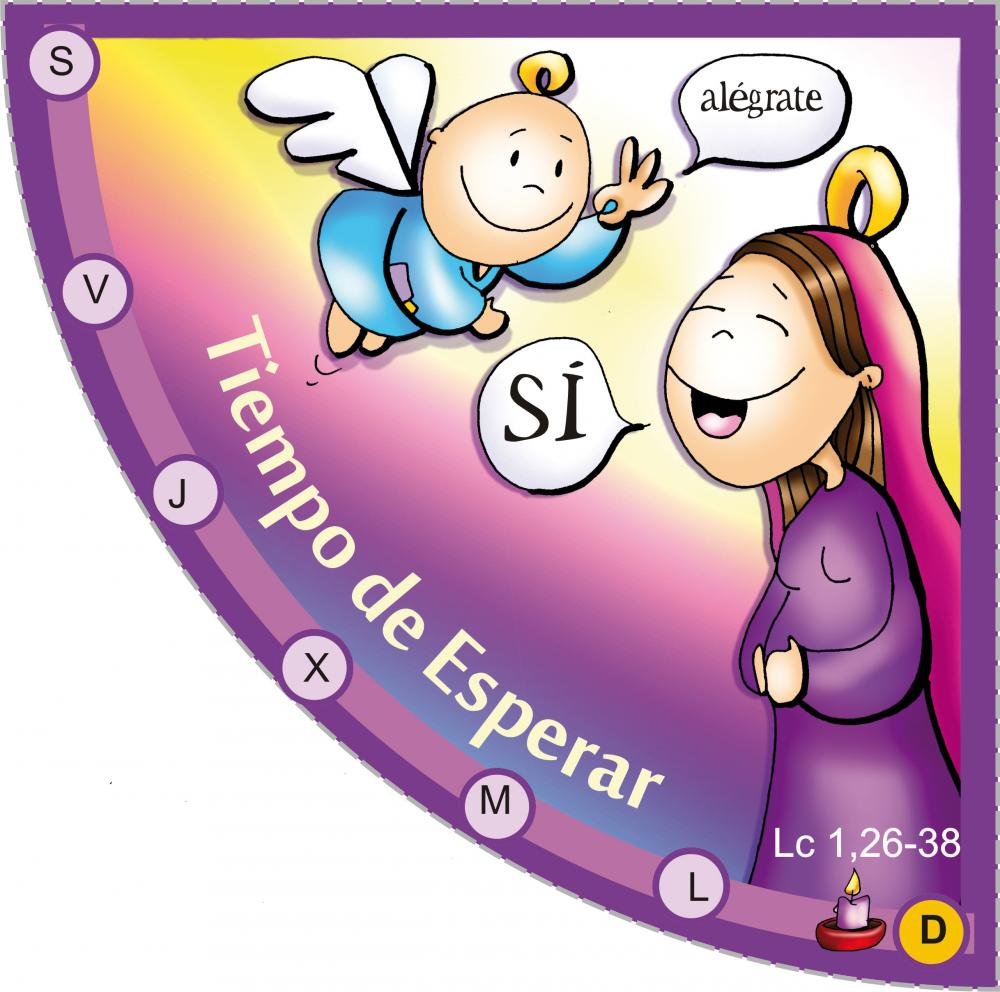 S
alégrate
V
SÍ
J
Tiempo de Esperar
X
M
Lc 1,26-38
L
D